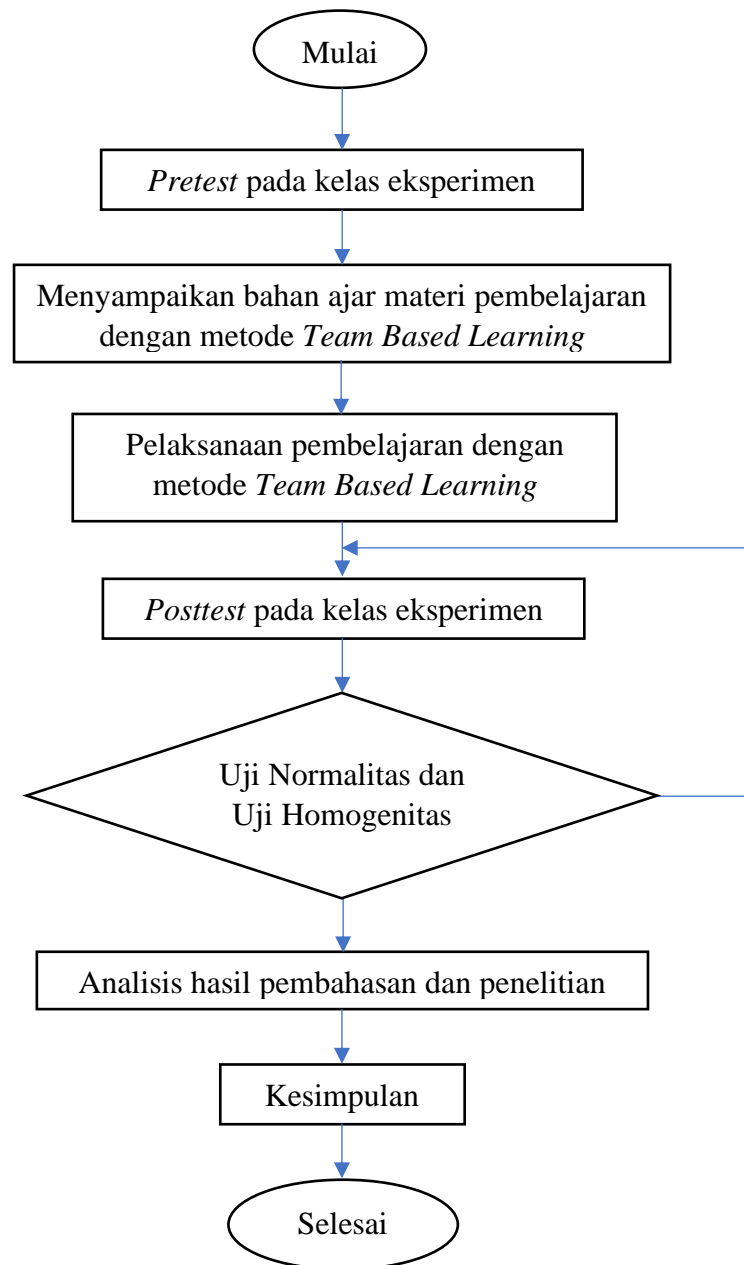 Mulai
Pretest pada kelas eksperimen
Menyampaikan bahan ajar materi pembelajaran
dengan metode Team Based Learning
Pelaksanaan pembelajaran dengan
metode Team Based Learning
Posttest pada kelas eksperimen
Uji Normalitas dan
Uji Homogenitas
Analisis hasil pembahasan dan penelitian
Kesimpulan
Selesai